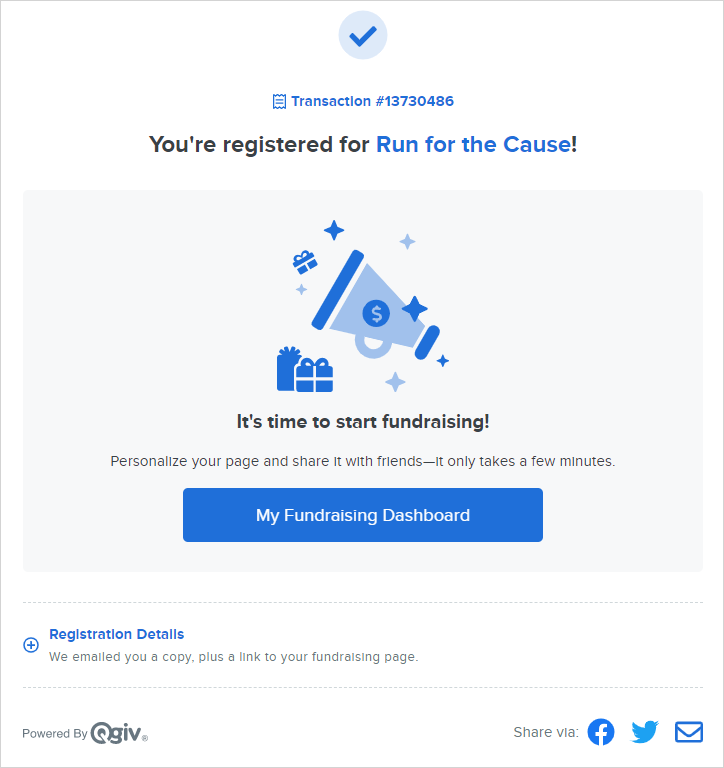 Transaction #13730486
You're registered for Run for the Cause!
$
It's time to start fundraising!
Personalize your page and share it with friends—it only takes a few minutes.
My Fundraising Dashboard
Registration Details
We emailed you a copy, plus a link to your fundraising page.
Powered By Qgiv®
Share via: